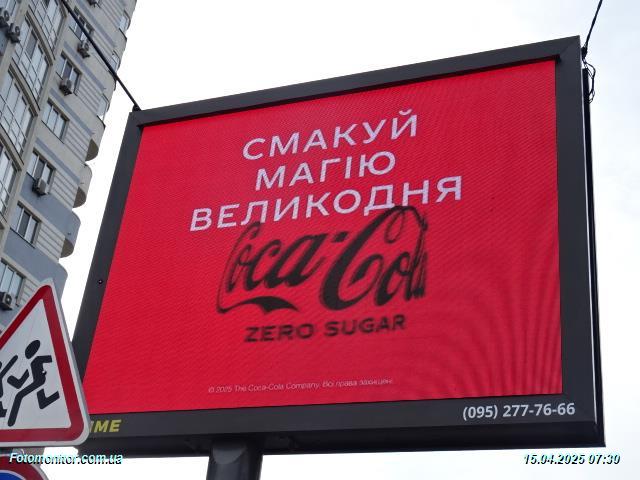 СМАКУЙ
МАГІЮ
ВЕЛИКОДНЯ
Coca-Cola
ZERO SUGAR
© 2025 The Coca-Cola Company. Всі права захищені.
(095) 277-76-66
IME
Fotomonitor.com.ua
15.04.2025 07:30